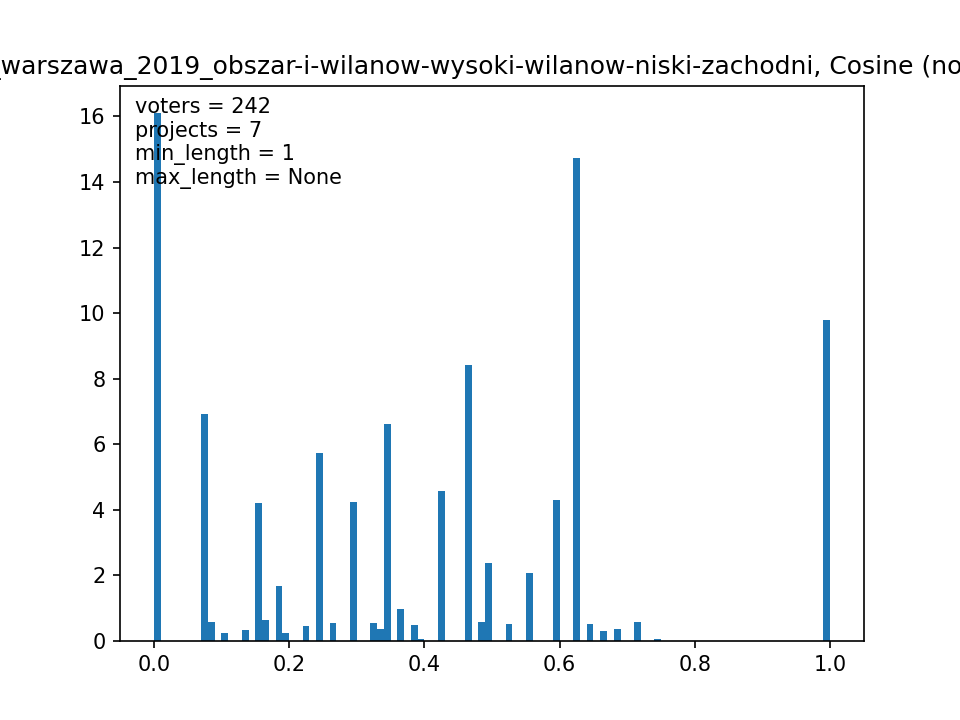 warszawa_2019_obszar-i-wilanow-wysoki-wilanow-niski-zachodni, Cosine (no
voters = 242
projects = 7
min_length = 1
max_length = None
16
14
12
10
8
6
4
2
0
0.0 0.2 0.4 0.6 0.8 1.0